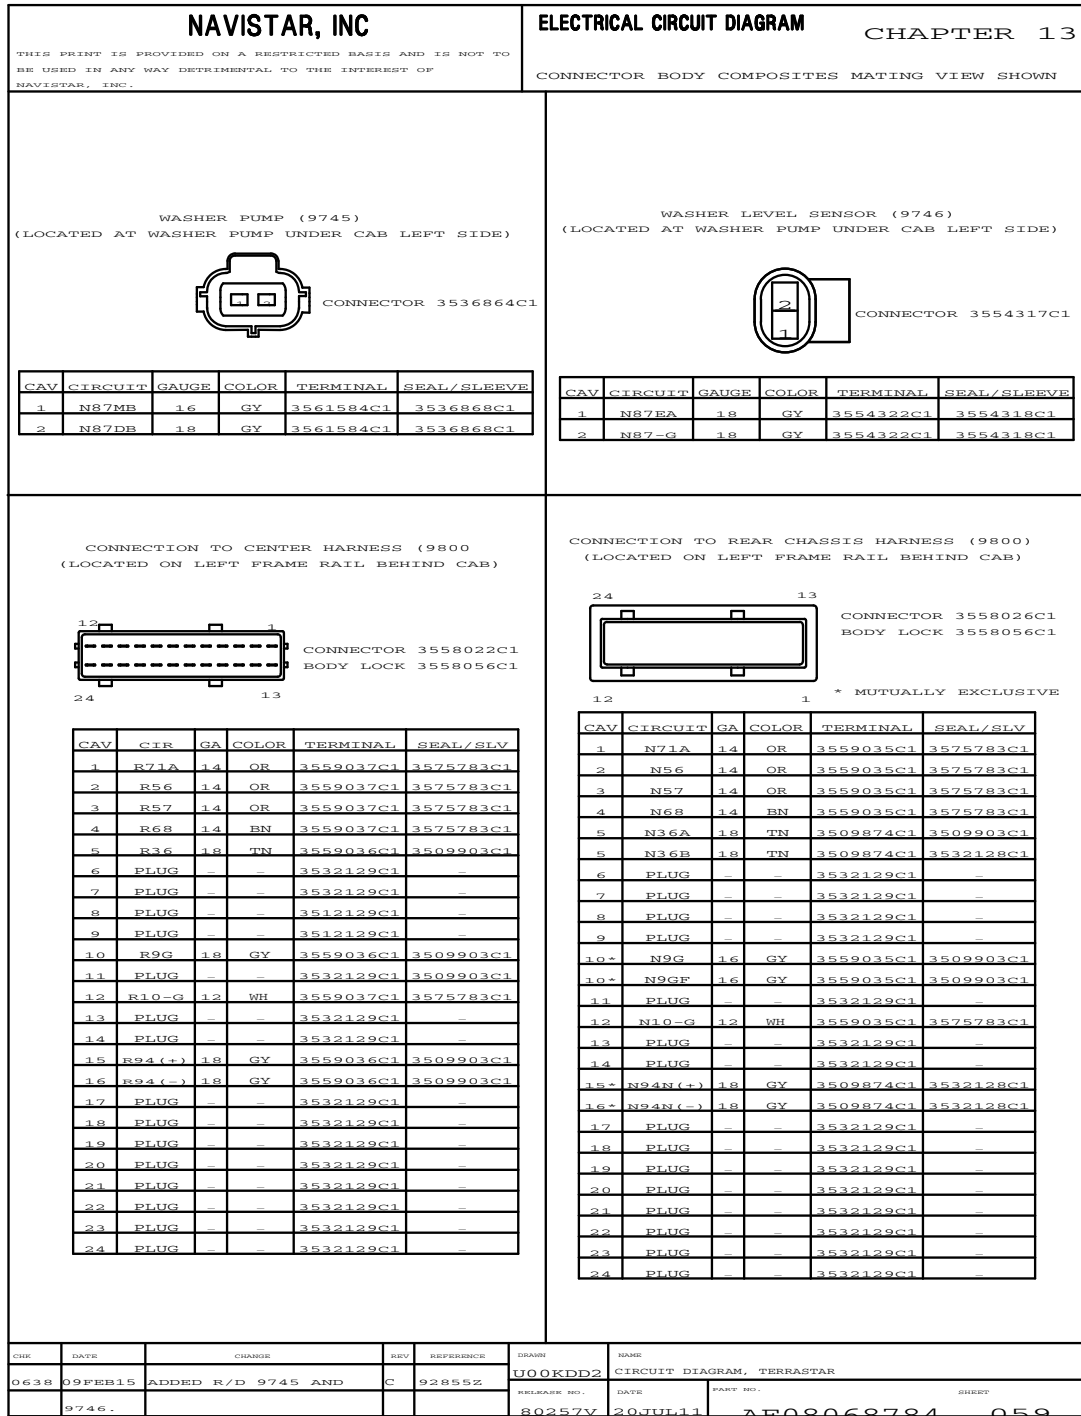 NAVISTAR, INC
THIS PRINT IS PROVIDED ON A RESTRICTED BASIS AND IS NOT TO
BE USED IN ANY WAY DETRIMENTAL TO THE INTEREST OF
NAVISTAR, INC.
ELECTRICAL CIRCUIT DIAGRAM
CHAPTER 13
CONNECTOR BODY COMPOSITES MATING VIEW SHOWN
WASHER PUMP (9745)
(LOCATED AT WASHER PUMP UNDER CAB LEFT SIDE)
1 2
CONNECTOR 3536864C1
CAV CIRCUIT GAUGE COLOR TERMINAL SEAL/SLEEVE
1 N87MB 16 GY 3561584C1 3536868C1
2 N87DB 18 GY 3561584C1 3536868C1
WASHER LEVEL SENSOR (9746)
(LOCATED AT WASHER PUMP UNDER CAB LEFT SIDE)
2
1
CONNECTOR 3554317C1
CAV CIRCUIT GAUGE COLOR TERMINAL SEAL/SLEEVE
1 N87EA 18 GY 3554322C1 3554318C1
2 N87-G 18 GY 3554322C1 3554318C1
CONNECTION TO CENTER HARNESS (9800
(LOCATED ON LEFT FRAME RAIL BEHIND CAB)
12 1
CONNECTOR 3558022C1
BODY LOCK 3558056C1
24 13
CAV CIR GA COLOR TERMINAL SEAL/SLV
1 R71A 14 OR 3559037C1 3575783C1
2 R56 14 OR 3559037C1 3575783C1
3 R57 14 OR 3559037C1 3575783C1
4 R68 14 BN 3559037C1 3575783C1
5 R36 18 TN 3559036C1 3509903C1
6 PLUG - - 3532129C1 -
7 PLUG - - 3532129C1 -
8 PLUG - - 3512129C1 -
9 PLUG - - 3512129C1 -
10 R9G 18 GY 3559036C1 3509903C1
11 PLUG - - 3532129C1 3509903C1
12 R10-G 12 WH 3559037C1 3575783C1
13 PLUG - - 3532129C1 -
14 PLUG - - 3532129C1 -
15 R94(+) 18 GY 3559036C1 3509903C1
16 R94(-) 18 GY 3559036C1 3509903C1
17 PLUG - - 3532129C1 -
18 PLUG - - 3532129C1 -
19 PLUG - - 3532129C1 -
20 PLUG - - 3532129C1 -
21 PLUG - - 3532129C1 -
22 PLUG - - 3532129C1 -
23 PLUG - - 3532129C1 -
24 PLUG - - 3532129C1 -
CONNECTION TO REAR CHASSIS HARNESS (9800)
(LOCATED ON LEFT FRAME RAIL BEHIND CAB)
24 13
CONNECTOR 3558026C1
BODY LOCK 3558056C1
12 1
* MUTUALLY EXCLUSIVE
CAV CIRCUIT GA COLOR TERMINAL SEAL/SLV
1 N71A 14 OR 3559035C1 3575783C1
2 N56 14 OR 3559035C1 3575783C1
3 N57 14 OR 3559035C1 3575783C1
4 N68 14 BN 3559035C1 3575783C1
5 N36A 18 TN 3509874C1 3509903C1
5 N36B 18 TN 3509874C1 3532128C1
6 PLUG - - 3532129C1 -
7 PLUG - - 3532129C1 -
8 PLUG - - 3532129C1 -
9 PLUG - - 3532129C1 -
10* N9G 16 GY 3559035C1 3509903C1
10* N9GF 16 GY 3559035C1 3509903C1
11 PLUG - - 3532129C1 -
12 N10-G 12 WH 3559035C1 3575783C1
13 PLUG - - 3532129C1 -
14 PLUG - - 3532129C1 -
15* N94N(+) 18 GY 3509874C1 3532128C1
16* N94N(-) 18 GY 3509874C1 3532128C1
17 PLUG - - 3532129C1 -
18 PLUG - - 3532129C1 -
19 PLUG - - 3532129C1 -
20 PLUG - - 3532129C1 -
21 PLUG - - 3532129C1 -
22 PLUG - - 3532129C1 -
23 PLUG - - 3532129C1 -
24 PLUG - - 3532129C1 -
CHK DATE CHANGE REV REFERENCE
0638 09FEB15 ADDED R/D 9745 AND C 92855Z
9746.
DRAWN NAME
U00KDD2 CIRCUIT DIAGRAM, TERRASTAR
RELEASE NO. DATE PART NO. SHEET
80257V 20JUL11 AE08068784 059